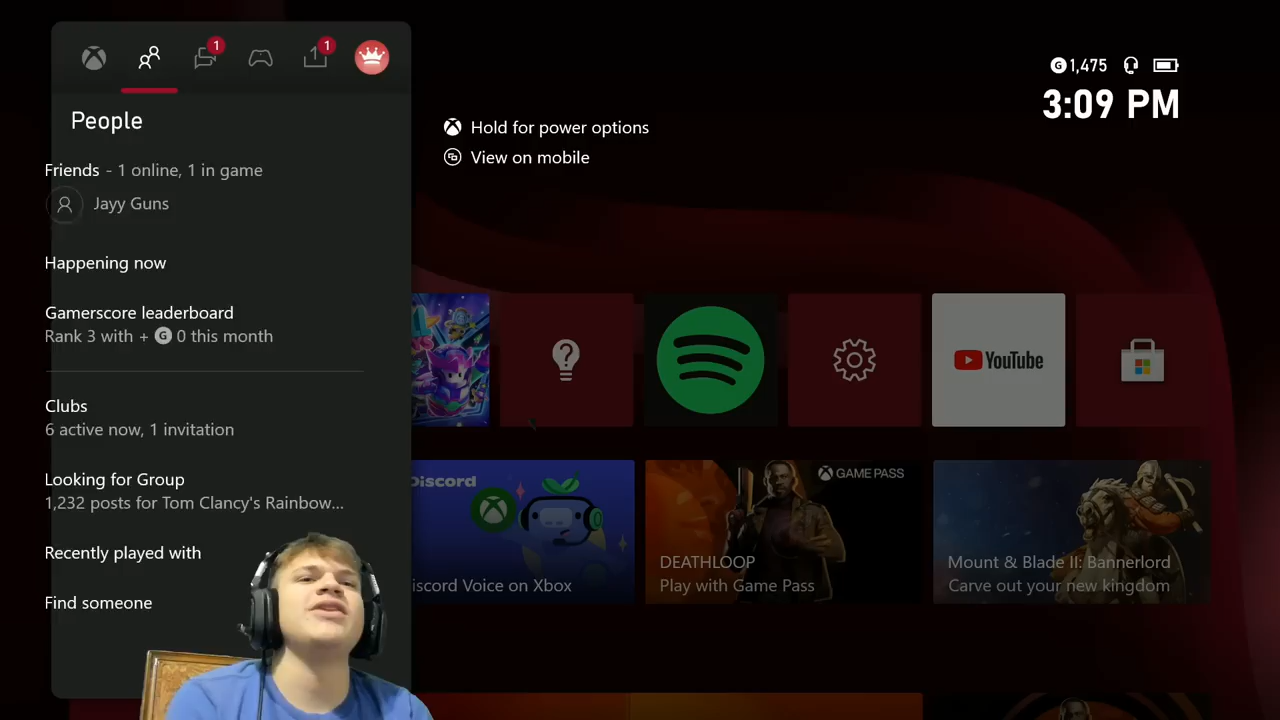 1
1
1,475
3:09 PM
People
Hold for power options
View on mobile
Friends - 1 online, 1 in game
Jayy Guns
Happening now
Gamerscore leaderboard
Rank 3 with + G 0 this month
Clubs
6 active now, 1 invitation
Looking for Group
1,232 posts for Tom Clancy's Rainbow...
Recently played with
Find someone
YouTube
Discord
iscord Voice on Xbox
GAME PASS
DEATHLOOP
Play with Game Pass
Mount & Blade II: Bannerlord
Carve out your new kingdom